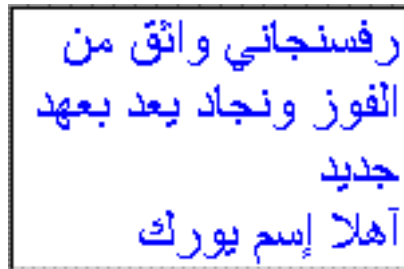 رفسنجاني واثق من
الفوز ونجاد يعد بعهد
جديد
آهلا إسم يورك